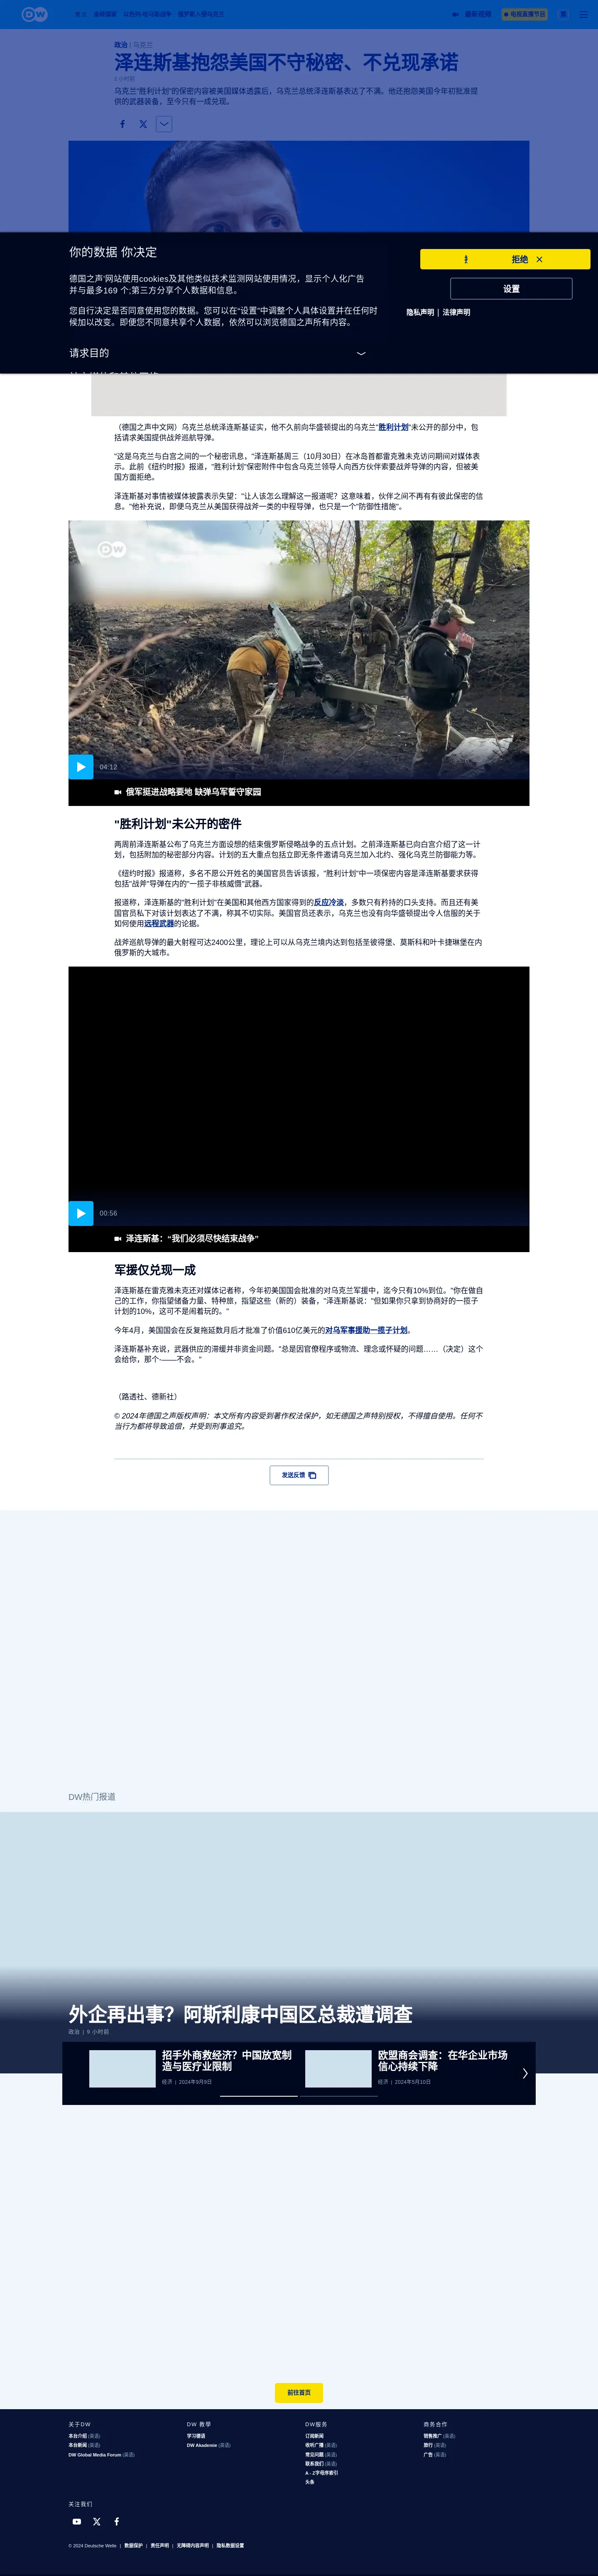 DW
最新视频
电视直播节目
政治 | 乌克兰
泽连斯基抱怨美国不守秘密、不兑现承诺
乌克兰"胜利计划"的保密内容被美国媒体透露后，乌克兰总统泽连斯基表达了不满。他还抱怨美国今年初批准提
供的武器装备，至今只有一成兑现。
你的数据 你决定
德国之声'网站使用cookies及其他类似技术监测网站使用情况，显示个人化广告
并与最多169 个;第三方分享个人数据和信息。
您自行决定是否同意使用您的数据。您可以在"设置"中调整个人具体设置并在任何时
候加以改变。即便您不同意共享个人数据，依然可以浏览德国之声所有内容。
请求目的
拒绝
设置
隐私声明 | 法律声明
（德国之声中文网）乌克兰总统泽连斯基证实，他不久前向华盛顿提出的乌克兰"胜利计划"未公开的部分中，包
括请求美国提供战斧巡航导弹。
"这是乌克兰与白宫之间的一个秘密讯息，"泽连斯基周三（10月30日）在冰岛首都雷克雅未克访问期间对媒体表
示。此前《纽约时报》报道，"胜利计划"保密附件中包含乌克兰领导人向西方伙伴索要战斧导弹的内容，但被美
国方面拒绝。
泽连斯基对事情被媒体披露表示失望："让人该怎么理解这一报道呢？这意味着，伙伴之间不再有有彼此保密的信
息。"他补充说，即便乌克兰从美国获得战斧一类的中程导弹，也只是一个"防御性措施"。
DW
04:12
俄军挺进战略要地 缺弹乌军誓守家园
"胜利计划"未公开的密件
两周前泽连斯基公布了乌克兰方面设想的结束俄罗斯侵略战争的五点计划。之前泽连斯基已向白宫介绍了这一计
划，包括附加的秘密部分内容。计划的五大重点包括立即无条件邀请乌克兰加入北约、强化乌克兰防御能力等。
《纽约时报》报道称，多名不愿公开姓名的美国官员告诉该报，"胜利计划"中一项保密内容是泽连斯基要求获得
包括"战斧"导弹在内的"一揽子非核威慑"武器。
报道称，泽连斯基的"胜利计划"在美国和其他西方国家得到的反应冷淡，多数只有矜持的口头支持。而且还有美
国官员私下对该计划表达了不满，称其不切实际。美国官员还表示，乌克兰也没有向华盛顿提出令人信服的关于
如何使用远程武器的论据。
战斧巡航导弹的最大射程可达2400公里，理论上可以从乌克兰境内达到包括圣彼得堡、莫斯科和叶卡捷琳堡在内
俄罗斯的大城市。
00:56
泽连斯基：“我们必须尽快结束战争”
军援仅兑现一成
泽连斯基在雷克雅未克还对媒体记者称，今年初美国国会批准的对乌克兰军援中，迄今只有10%到位。"你在做自
己的工作，你指望储备力量、特种旅，指望这些（新的）装备，"泽连斯基说："但如果你只拿到协商好的一揽子
计划的10%，这可不是闹着玩的。"
今年4月，美国国会在反复拖延数月后才批准了价值610亿美元的对乌军事援助一揽子计划。
泽连斯基补充说，武器供应的滞缓并非资金问题。"总是因官僚程序或物流、理念或怀疑的问题……（决定）这个
会给你，那个-——不会。"
（路透社、德新社）
© 2024年德国之声版权声明：本文所有内容受到著作权法保护，如无德国之声特别授权，不得擅自使用。任何不
当行为都将导致追偿，并受到刑事追究。
发送反馈
DW热门报道
外企再出事？阿斯利康中国区总裁遭调查
政治 | 9 小时前
招手外商救经济？中国放宽制
造与医疗业限制
经济 | 2024年9月9日
欧盟商会调查：在华企业市场
信心持续下降
经济 | 2024年5月10日
前往首页
关于DW
本台介绍 (英语)
本台新闻 (英语)
DW Global Media Forum (英语)
DW 教學
学习德语
DW Akademie (英语)
DW服务
订阅新闻
收听广播 (英语)
常见问题 (英语)
联系我们 (英语)
A - Z字母序索引
头条
商务合作
销售推广 (英语)
旅行 (英语)
广告 (英语)
关注我们
© 2024 Deutsche Welle | 数据保护 | 责任声明 | 无障碍内容声明 | 隐私数据设置